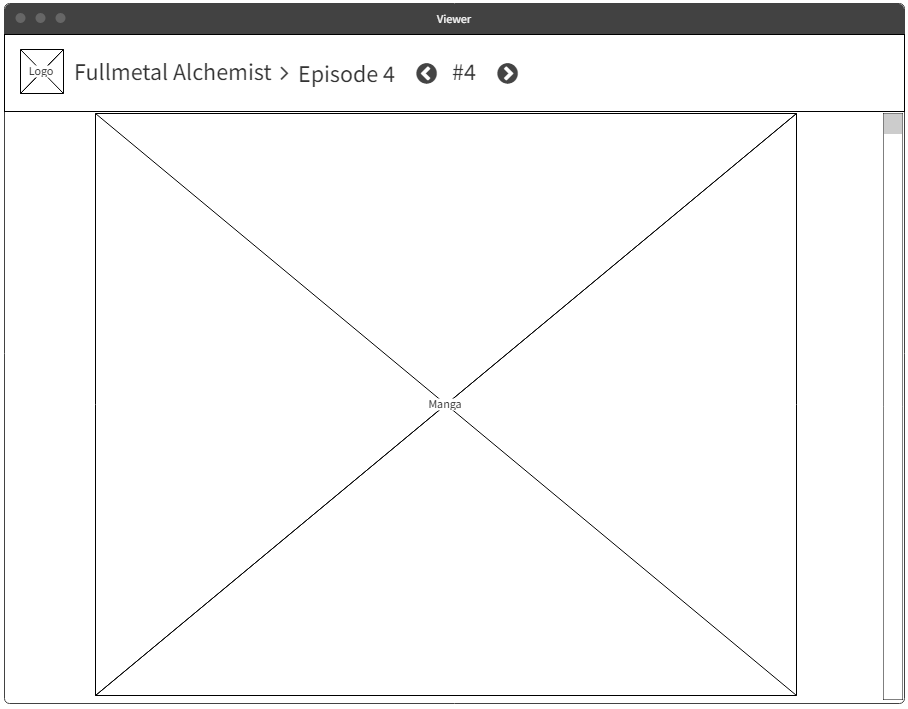 Viewer
Logo
Fullmetal Alchemist > Episode 4 #4
Manga